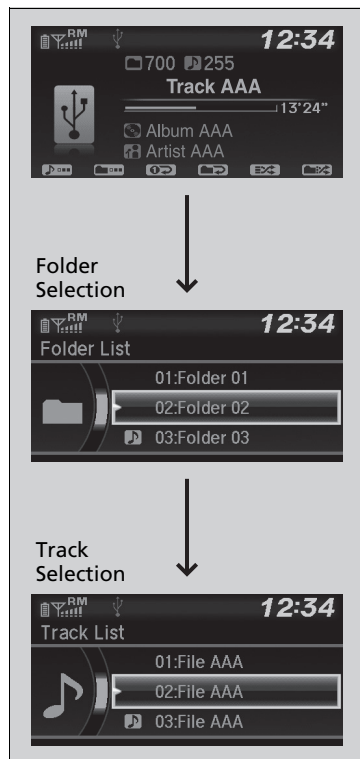 RM 12:34
700 255
Track AAA
13'24"
Album AAA
Artist AAA
Folder
Selection
RM 12:34
Folder List
01:Folder 01
02:Folder 02
03:Folder 03
Track
Selection
RM 12:34
Track List
01:File AAA
02:File AAA
03:File AAA